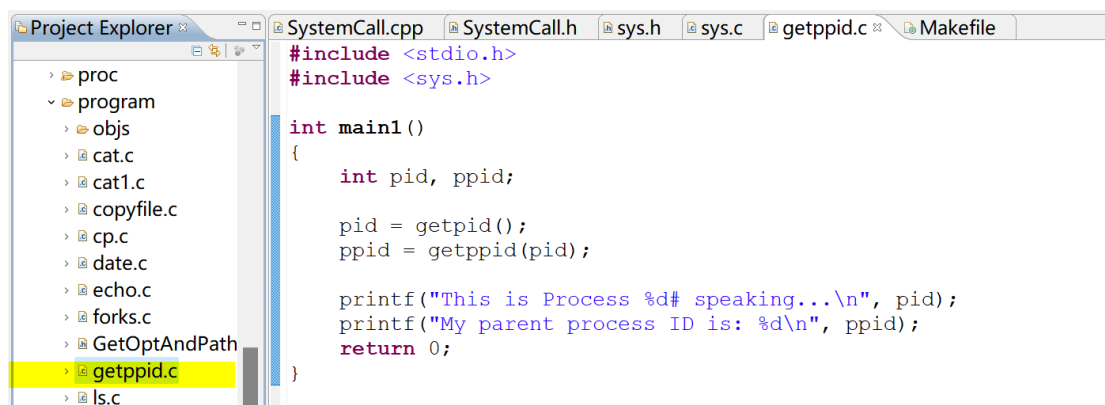 Project Explorer
SystemCall.cpp SystemCall.h sys.h sys.c getppid.c Makefile
proc
program
objs
cat.c
cat1.c
copyfile.c
cp.c
date.c
echo.c
forks.c
GetOptAndPath
getppid.c
ls.c
#include <stdio.h>
#include <sys.h>
int main1()
{
int pid, ppid;
pid = getpid();
ppid = getppid(pid);
printf("This is Process %d# speaking...\n", pid);
printf("My parent process ID is: %d\n", ppid);
return 0;
}